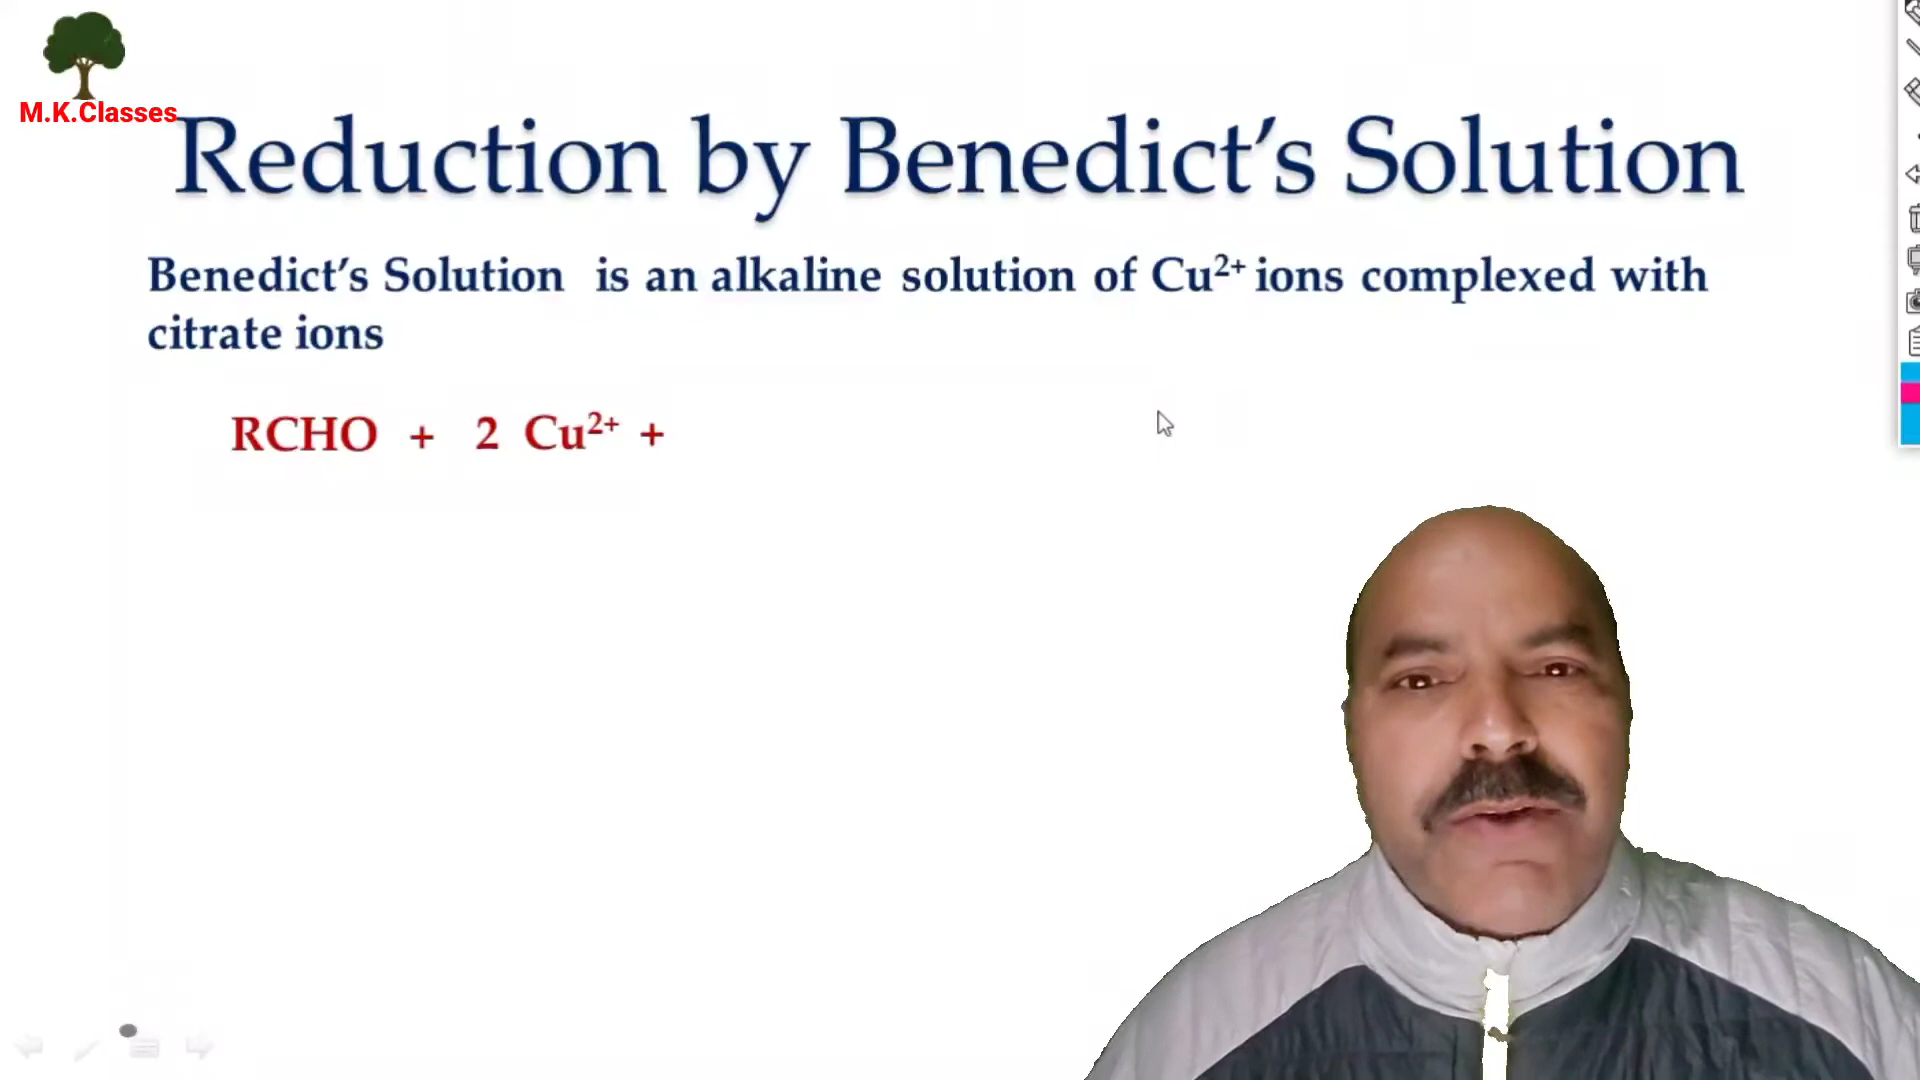 M.K.Classes
Reduction by Benedict’s Solution
Benedict’s Solution is an alkaline solution of Cu²⁺ ions complexed with
citrate ions
RCHO + 2 Cu²⁺ +